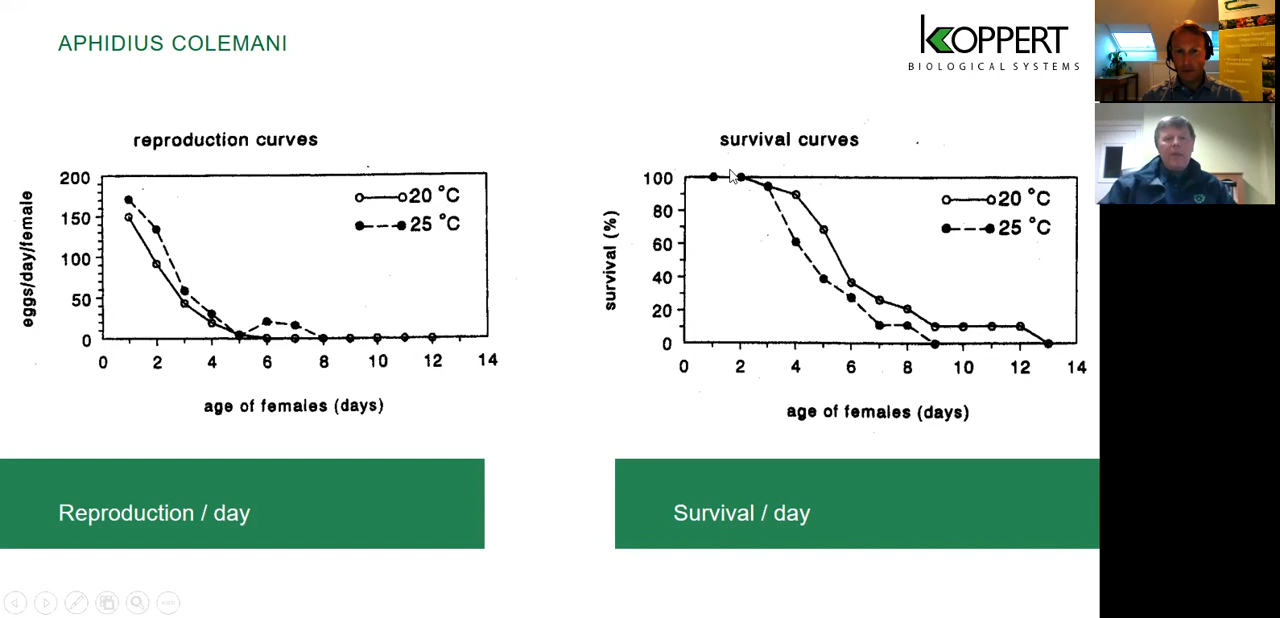 APHIDIUS COLEMANI
KOPPERT
BIOLOGICAL SYSTEMS
reproduction curves
200
150
100
50
0
eggs/day/female
20 °C
25 °C
0 2 4 6 8 10 12 14
age of females (days)
survival curves
100
80
60
40
20
0
survival (%)
20 °C
25 °C
0 2 4 6 8 10 12 14
age of females (days)
Reproduction / day
Survival / day